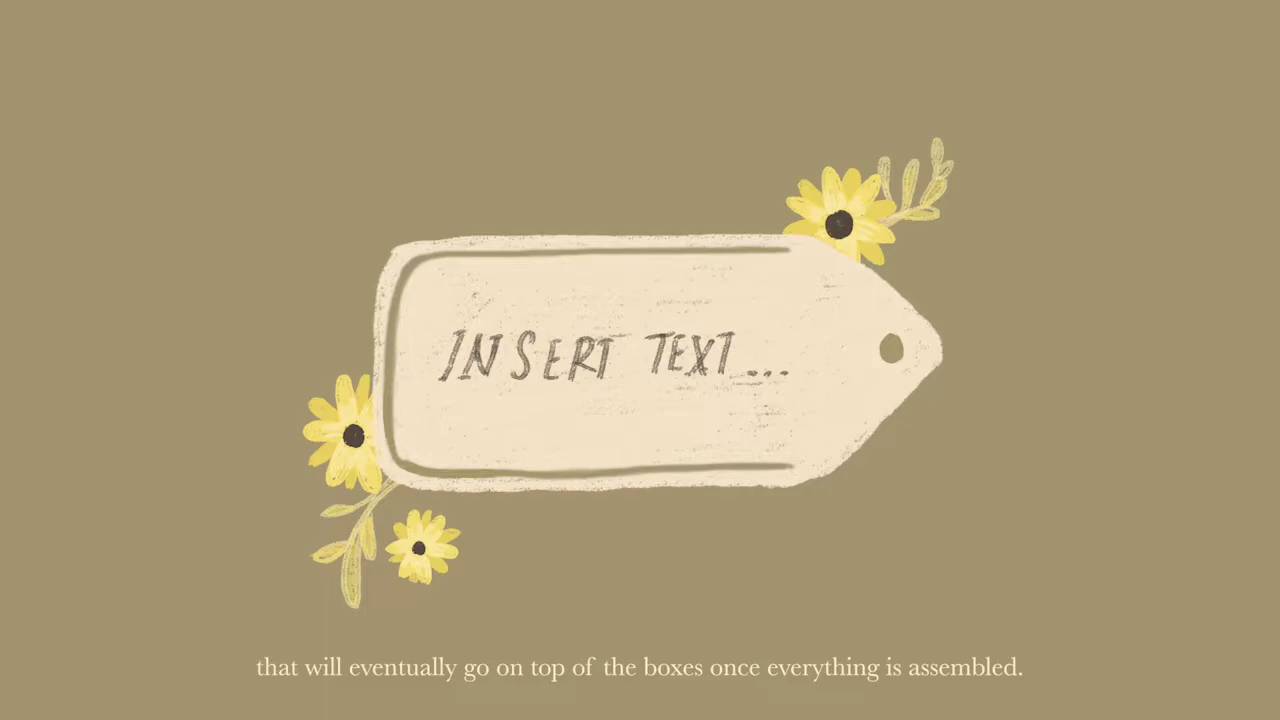 INSERT TEXT...
that will eventually go on top of the boxes once everything is assembled.